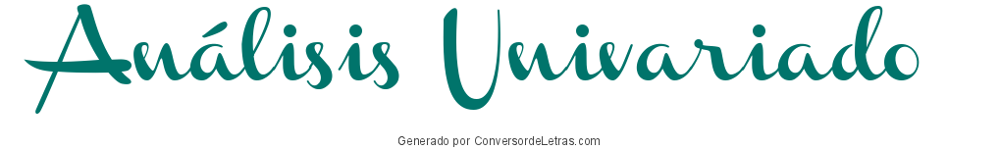 Análisis Univariado
Generado por ConversordeLetras.com